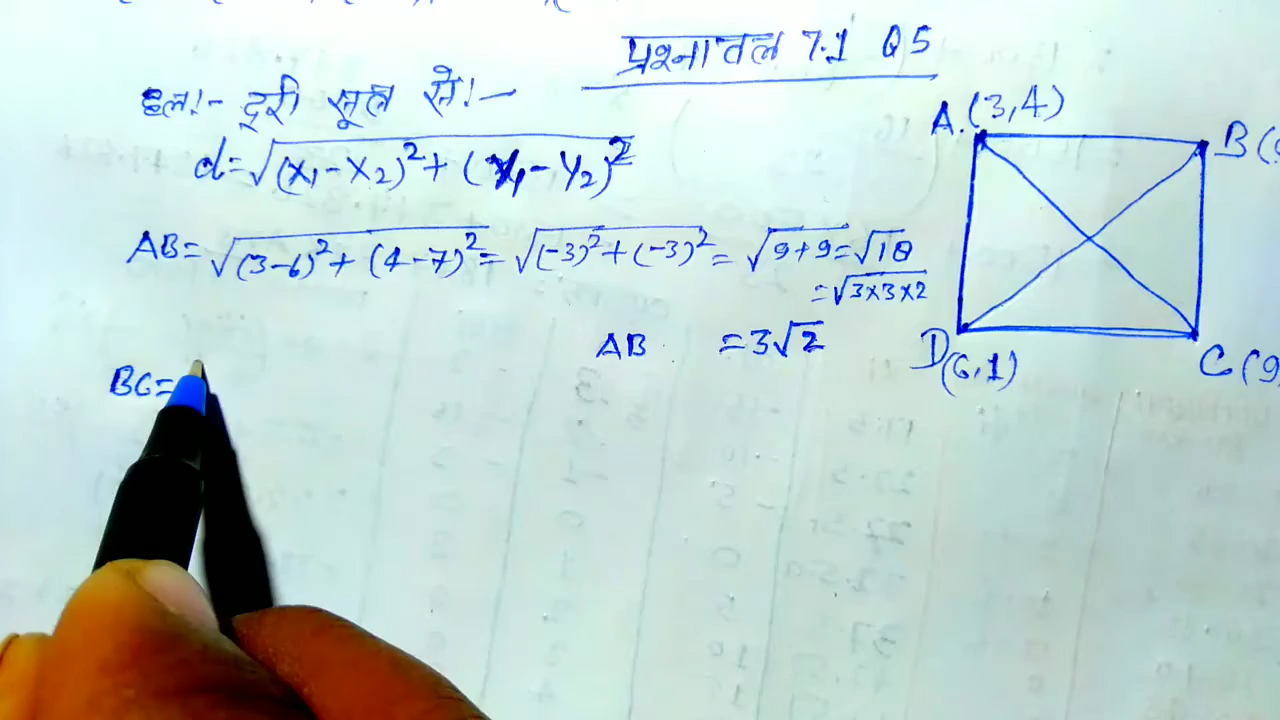 प्रश्नावल 7.1 Q5
हल!- दूरी सूत्र से!-
d=√(x₁-x₂)²+(y₁-y₂)²
A.(3,4)
B(
AB=√(3-6)²+(4-7)²=√(-3)²+(-3)²=√9+9=√18
=√3×3×2
AB =3√2
D(6,1)
C(9,
BC=